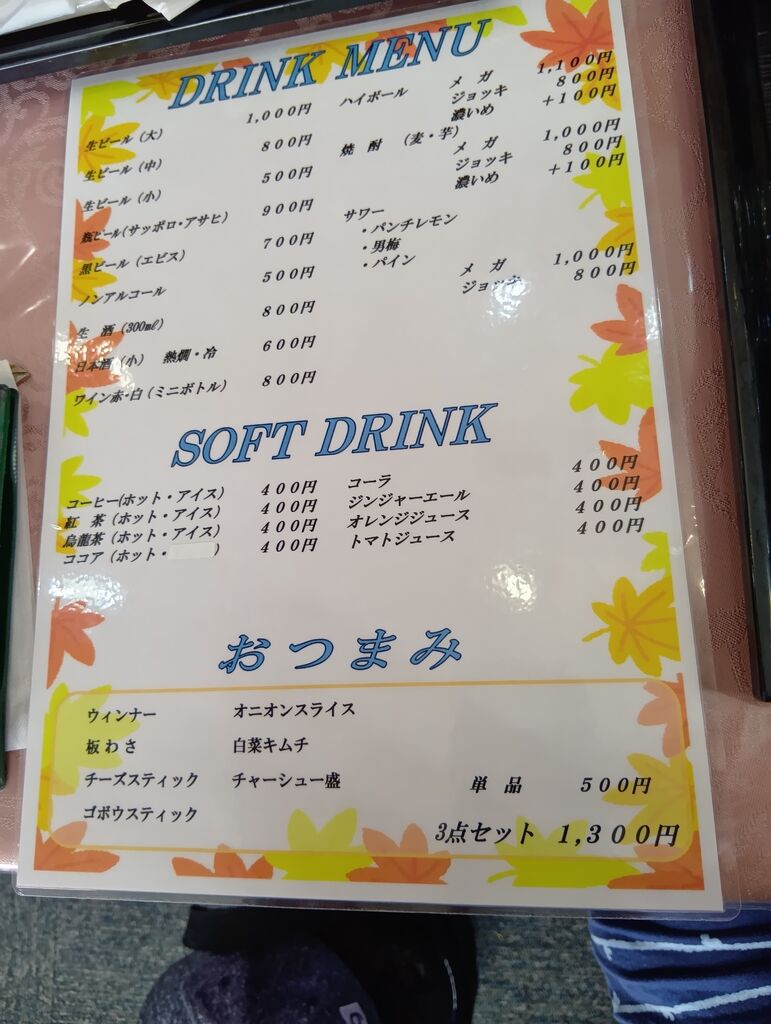 DRINK MENU
生ビール（大） 1,000円
生ビール（中） 800円
生ビール（小） 500円
瓶ビール(サッポロ・アサヒ) 900円
黒ビール（エビス） 700円
ノンアルコール 500円
生　酒（300㎖） 800円
日本酒（小）　熱燗・冷 600円
ワイン赤・白（ミニボトル） 800円
ハイボール メ　ガ 1,100円
ジョッキ 800円
濃いめ +100円
焼　酎　（麦・芋）
メ　ガ 1,000円
ジョッキ 800円
濃いめ +100円
サワー
・パンチレモン
・男梅
・パイン
メ　ガ 1,000円
ジョッキ 800円
SOFT DRINK
コーヒー(ホット・アイス） 400円
紅　茶（ホット・アイス） 400円
烏龍茶（ホット・アイス） 400円
ココア（ホット・　　　） 400円
コーラ 400円
ジンジャーエール 400円
オレンジジュース 400円
トマトジュース 400円
おつまみ
ウィンナー オニオンスライス
板わさ 白菜キムチ
チーズスティック チャーシュー盛 単　品 500円
ゴボウスティック
3点セット 1,300円